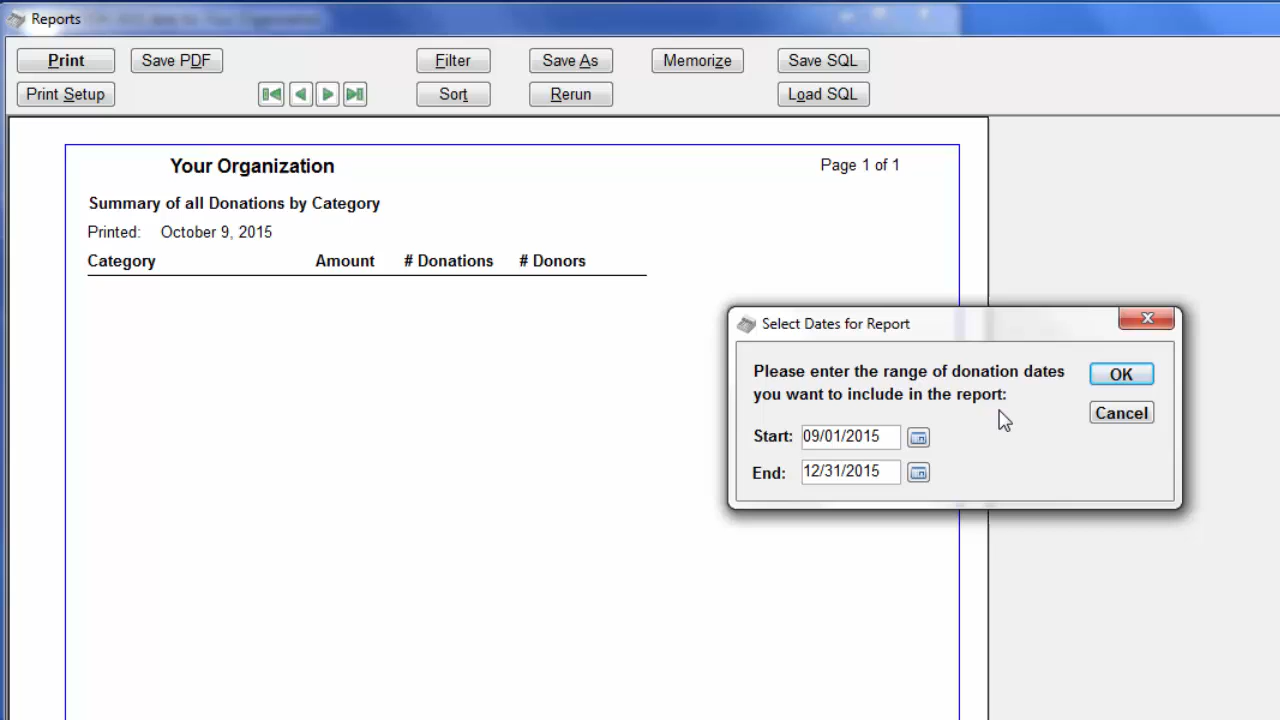 Reports
Print
Save PDF
Filter
Save As
Memorize
Save SQL
Print Setup
Sort
Rerun
Load SQL
Your Organization
Page 1 of 1
Summary of all Donations by Category
Printed: October 9, 2015
Category Amount # Donations # Donors
Select Dates for Report
Please enter the range of donation dates
you want to include in the report:
OK
Cancel
Start: 09/01/2015
End: 12/31/2015